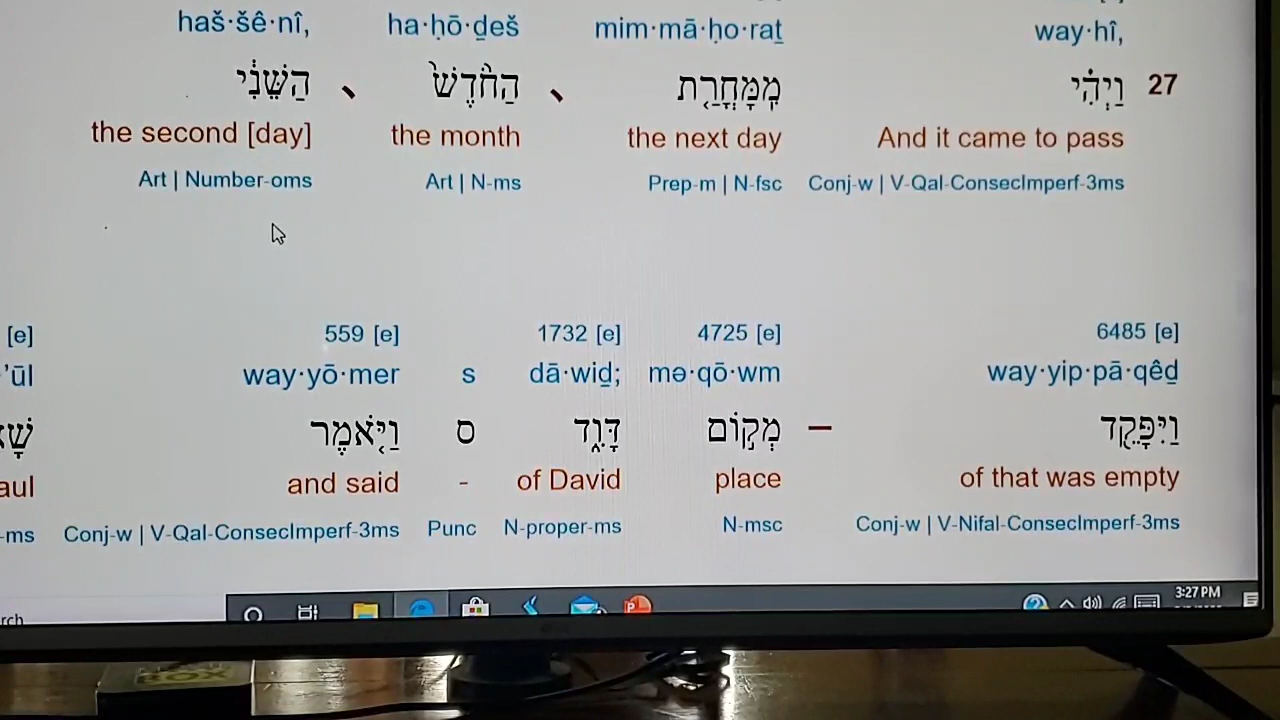 haš·šê·nî, ha·ḥō·ḏeš mim·mā·ḥo·raṯ way·hî,
27 וַיְהִ֗י מִֽמָּחֳרַ֤ת הַחֹ֙דֶשׁ֙ הַשֵּׁנִ֔י
the second [day] the month the next day And it came to pass
Art | Number-oms Art | N-ms Prep-m | N-fsc Conj-w | V-Qal-ConsecImperf-3ms
[e] 559 [e] 1732 [e] 4725 [e] 6485 [e]
’ūl way·yō·mer s dā·wiḏ; mə·qō·wm way·yip·pā·qêḏ
וַיִּפָּקֵ֖ד מְק֣וֹם דָּוִ֑ד ס וַיֹּ֤אמֶר
aul and said - of David place of that was empty
-ms Conj-w | V-Qal-ConsecImperf-3ms Punc N-proper-ms N-msc Conj-w | V-Nifal-ConsecImperf-3ms
rch 3:27 PM
BOX